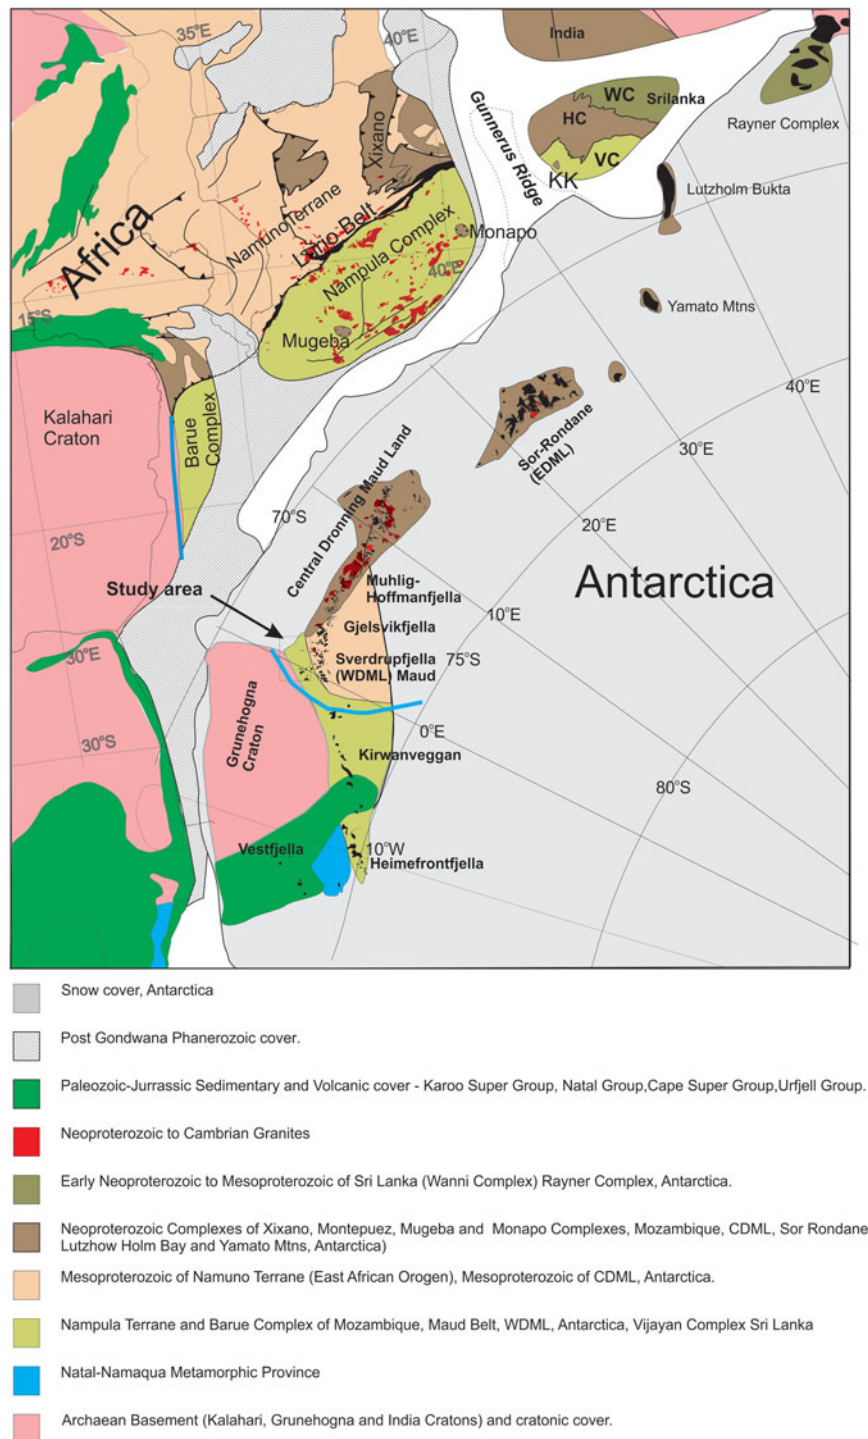 35°E
40°E
India
WC
Srilanka
HC
VC
KK
Rayner Complex
Gunnerus Ridge
Xixano
Lutzholm Bukta
Africa
NamunoTerrane
Lurio Belt
Nampula Complex
Monapo
40°E
Yamato Mtns
15°S
Mugeba
40°E
Kalahari
Craton
Barue
Complex
Sor-Rondane
(EDML)
30°E
Central Dronning Maud Land
70°S
20°E
20°S
Antarctica
Study area
Muhlig-
Hoffmanfjella
10°E
Gjelsvikfjella
75°S
30°E
Sverdrupfjella
(WDML) Maud
Grunehogna
Craton
0°E
30°S
Kirwanveggan
80°S
Vestfjella
10°W
Heimefrontfjella
Snow cover, Antarctica
Post Gondwana Phanerozoic cover.
Paleozoic-Jurrassic Sedimentary and Volcanic cover - Karoo Super Group, Natal Group,Cape Super Group,Urfjell Group.
Neoproterozoic to Cambrian Granites
Early Neoproterozoic to Mesoproterozoic of Sri Lanka (Wanni Complex) Rayner Complex, Antarctica.
Neoproterozoic Complexes of Xixano, Montepuez, Mugeba and Monapo Complexes, Mozambique, CDML, Sor Rondane
Lutzhow Holm Bay and Yamato Mtns, Antarctica)
Mesoproterozoic of Namuno Terrane (East African Orogen), Mesoproterozoic of CDML, Antarctica.
Nampula Terrane and Barue Complex of Mozambique, Maud Belt, WDML, Antarctica, Vijayan Complex Sri Lanka
Natal-Namaqua Metamorphic Province
Archaean Basement (Kalahari, Grunehogna and India Cratons) and cratonic cover.